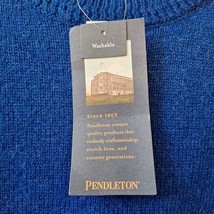 Washable
SINCE 1863
Pendleton creates
quality products that
embody craftsmanship,
enrich lives, and
connect generations.
PENDLETON